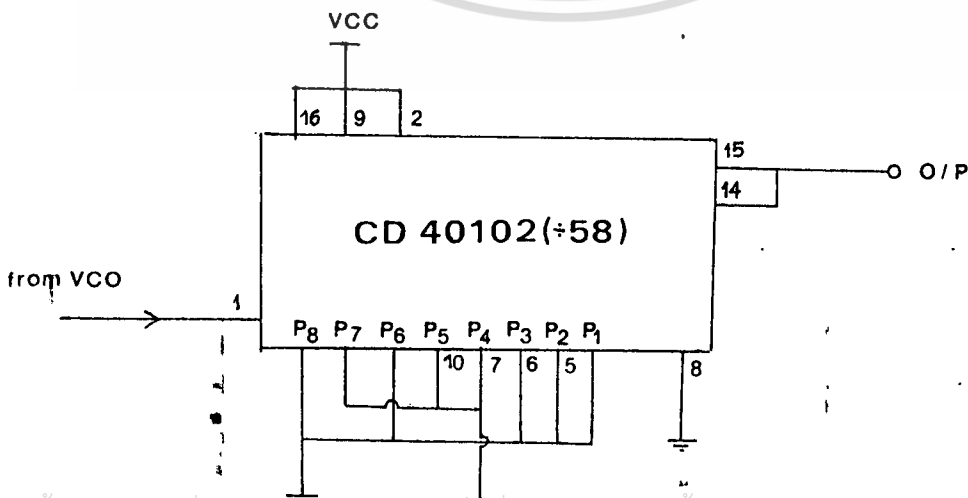 VCC
16 9 2
15
O/P
14
CD 40102(÷58)
from VCO
1
P8 P7 P6 P5 P4 P3 P2 P1
10 7 6 5 8